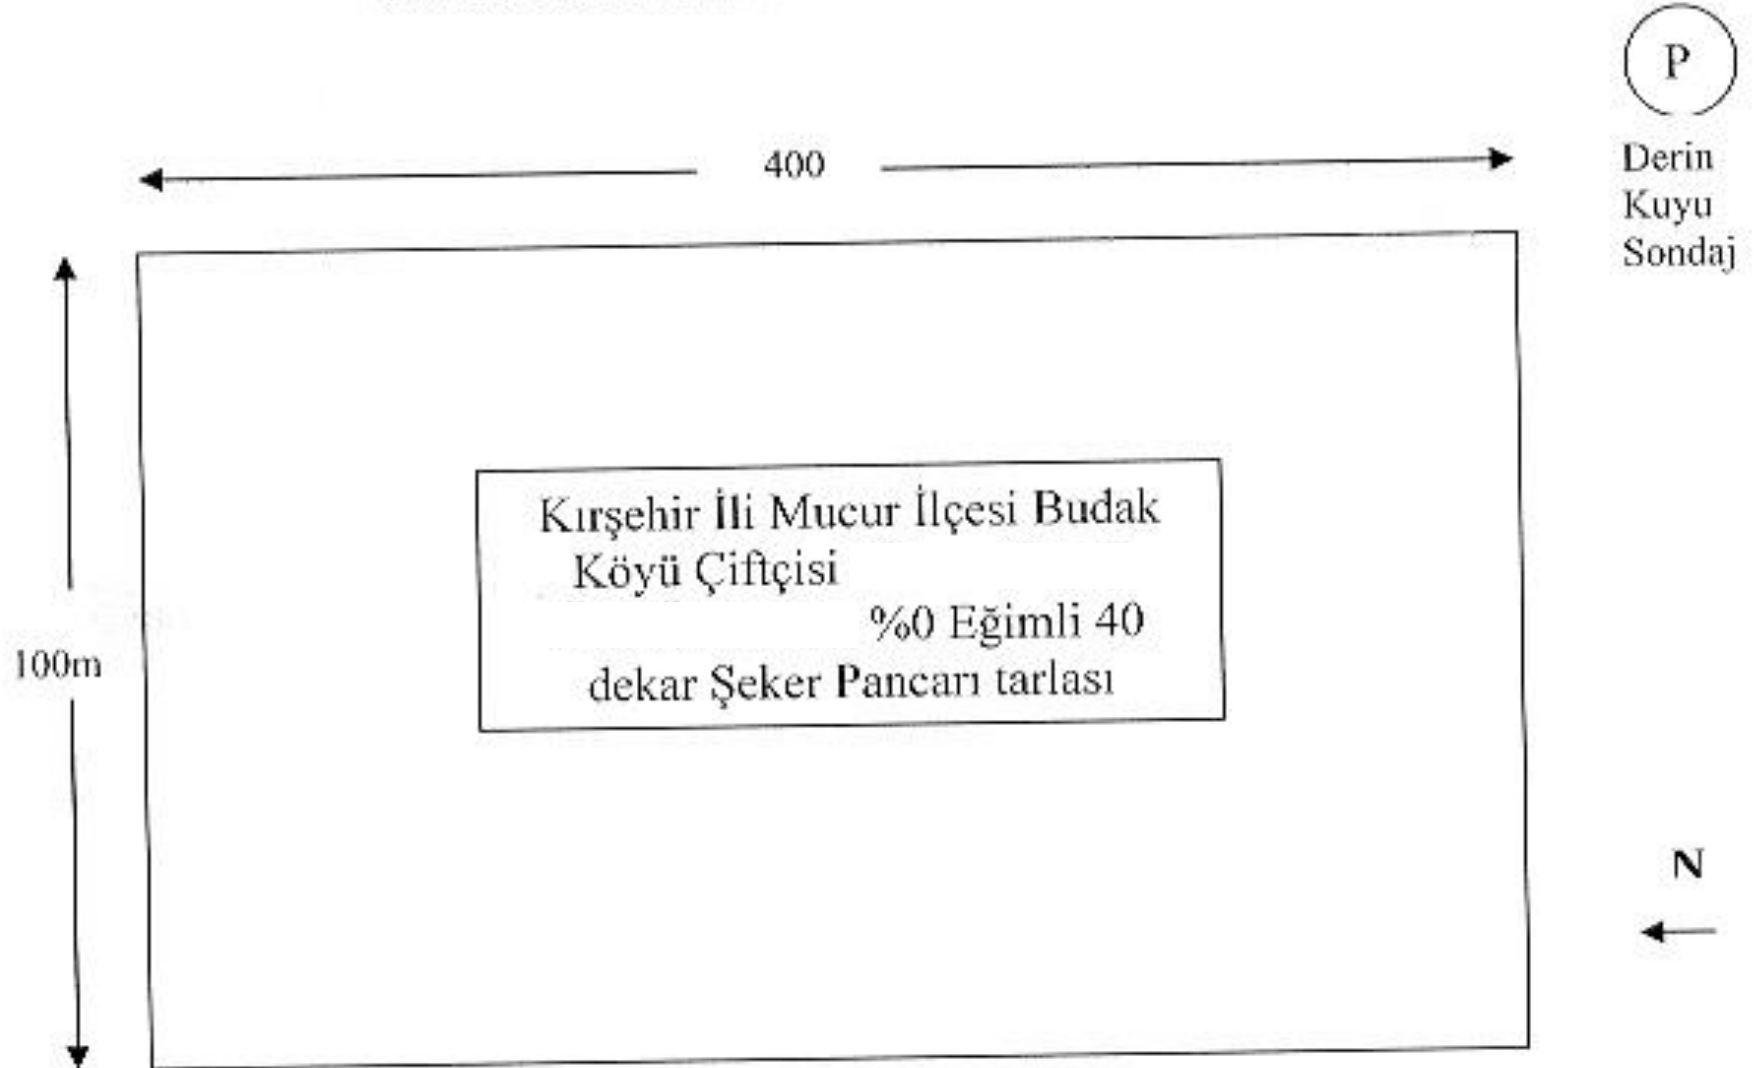 P
400
Derin
Kuyu
Sondaj
Kırşehir İli Mucur İlçesi Budak
Köyü Çiftçisi
%0 Eğimli 40
dekar Şeker Pancarı tarlası
100m
N